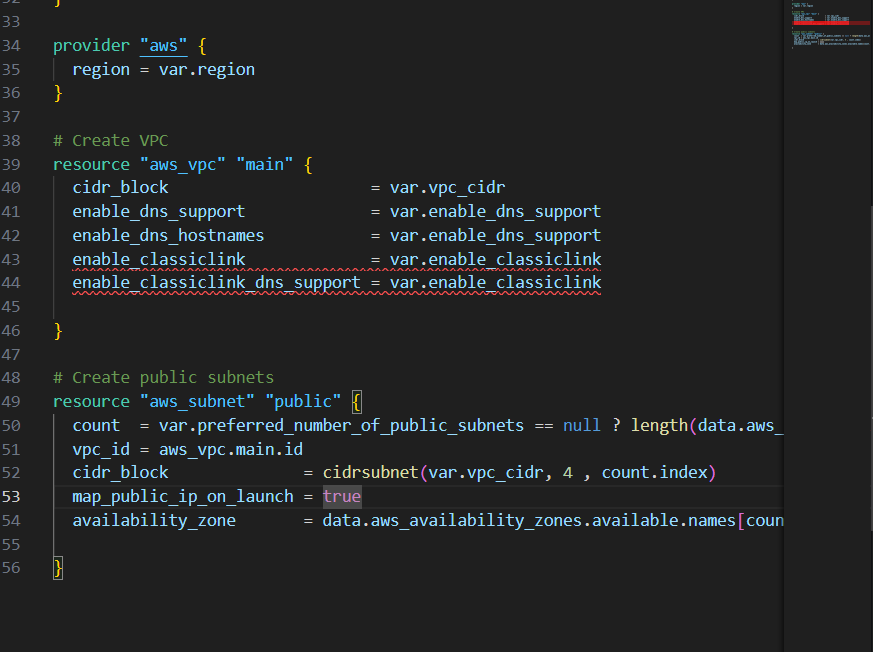 32 }
33
34 provider "aws" {
35 region = var.region
36 }
37
38 # Create VPC
39 resource "aws_vpc" "main" {
40 cidr_block = var.vpc_cidr
41 enable_dns_support = var.enable_dns_support
42 enable_dns_hostnames = var.enable_dns_support
43 enable_classiclink = var.enable_classiclink
44 enable_classiclink_dns_support = var.enable_classiclink
45
46 }
47
48 # Create public subnets
49 resource "aws_subnet" "public" {
50 count = var.preferred_number_of_public_subnets == null ? length(data.aws_
51 vpc_id = aws_vpc.main.id
52 cidr_block = cidrsubnet(var.vpc_cidr, 4 , count.index)
53 map_public_ip_on_launch = true
54 availability_zone = data.aws_availability_zones.available.names[coun
55
56 }